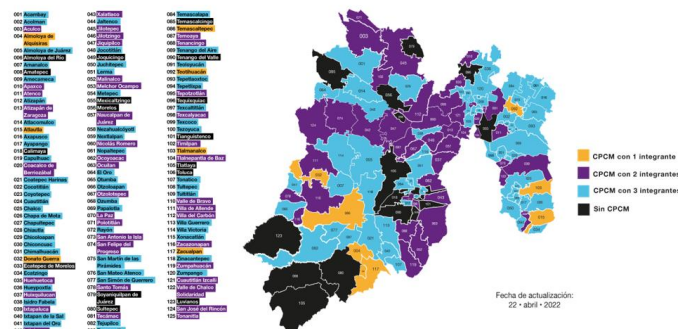 001 Acambay
002 Acolman
003 Aculco
004 Almoloya de
Alquisiras
005 Almoloya de Juárez
006 Almoloya del Río
007 Amanalco
008 Amatepec
009 Amecameca
010 Apaxco
011 Atenco
012 Atizapán
013 Atizapán de
Zaragoza
014 Atlacomulco
015 Atlautla
016 Axapusco
017 Ayapango
018 Calimaya
019 Capulhuac
020 Coacalco de
Berriozábal
021 Coatepec Harinas
022 Cocotitlán
023 Coyotepec
024 Cuautitlán
025 Chalco
026 Chapa de Mota
027 Chapultepec
028 Chiautla
029 Chicoloapan
030 Chiconcuac
031 Chimalhuacán
032 Donato Guerra
033 Ecatepec de Morelos
034 Ecatzingo
035 Huehuetoca
036 Hueypoxtla
037 Huixquilucan
038 Isidro Fabela
039 Ixtapaluca
040 Ixtapan de la Sal
041 Ixtapan del Oro
043 Xalatlaco
044 Jaltenco
045 Jilotepec
046 Jilotzingo
047 Jiquipilco
048 Jocotitlán
049 Joquicingo
050 Juchitepec
051 Lerma
052 Malinalco
053 Melchor Ocampo
054 Metepec
055 Mexicaltzingo
056 Morelos
057 Naucalpan de
Juárez
058 Nezahualcóyotl
059 Nextlalpan
060 Nicolás Romero
061 Nopaltepec
062 Ocoyoacac
063 Ocuilan
064 El Oro
065 Otumba
066 Otzoloapan
067 Otzolotepec
068 Ozumba
069 Papalotla
070 La Paz
071 Polotitlán
072 Rayón
073 San Antonio la Isla
074 San Felipe del
Progreso
075 San Martín de las
Pirámides
076 San Mateo Atenco
077 San Simón de Guerrero
078 Santo Tomás
079 Soyaniquilpan de
Juárez
080 Sultepec
081 Tecámac
082 Tejupilco
084 Temascalapa
085 Temascalcingo
086 Temascaltepec
087 Temoaya
088 Tenancingo
089 Tenango del Aire
090 Tenango del Valle
091 Teoloyucan
092 Teotihuacán
093 Tepetlaoxtoc
094 Tepetlixpa
095 Tepotzotlán
096 Tequixquiac
097 Texcaltitlán
098 Texcalyacac
099 Texcoco
100 Tezoyuca
101 Tianguistenco
102 Timilpan
103 Tlalmanalco
104 Tlalnepantla de Baz
105 Tlatlaya
106 Toluca
107 Tonatico
108 Tultepec
109 Tultitlán
110 Valle de Bravo
111 Villa de Allende
112 Villa del Carbón
113 Villa Guerrero
114 Villa Victoria
115 Xonacatlán
116 Zacazonapan
117 Zacualpan
118 Zinacantepec
119 Zumpahuacán
120 Zumpango
121 Cuautitlán Izcalli
122 Valle de Chalco
Solidaridad
123 Luvianos
124 San José del Rincón
125 Tonanitla
CPCM con 1 integrante
CPCM con 2 integrantes
CPCM con 3 integrantes
Sin CPCM
Fecha de actualización:
22 • abril • 2022